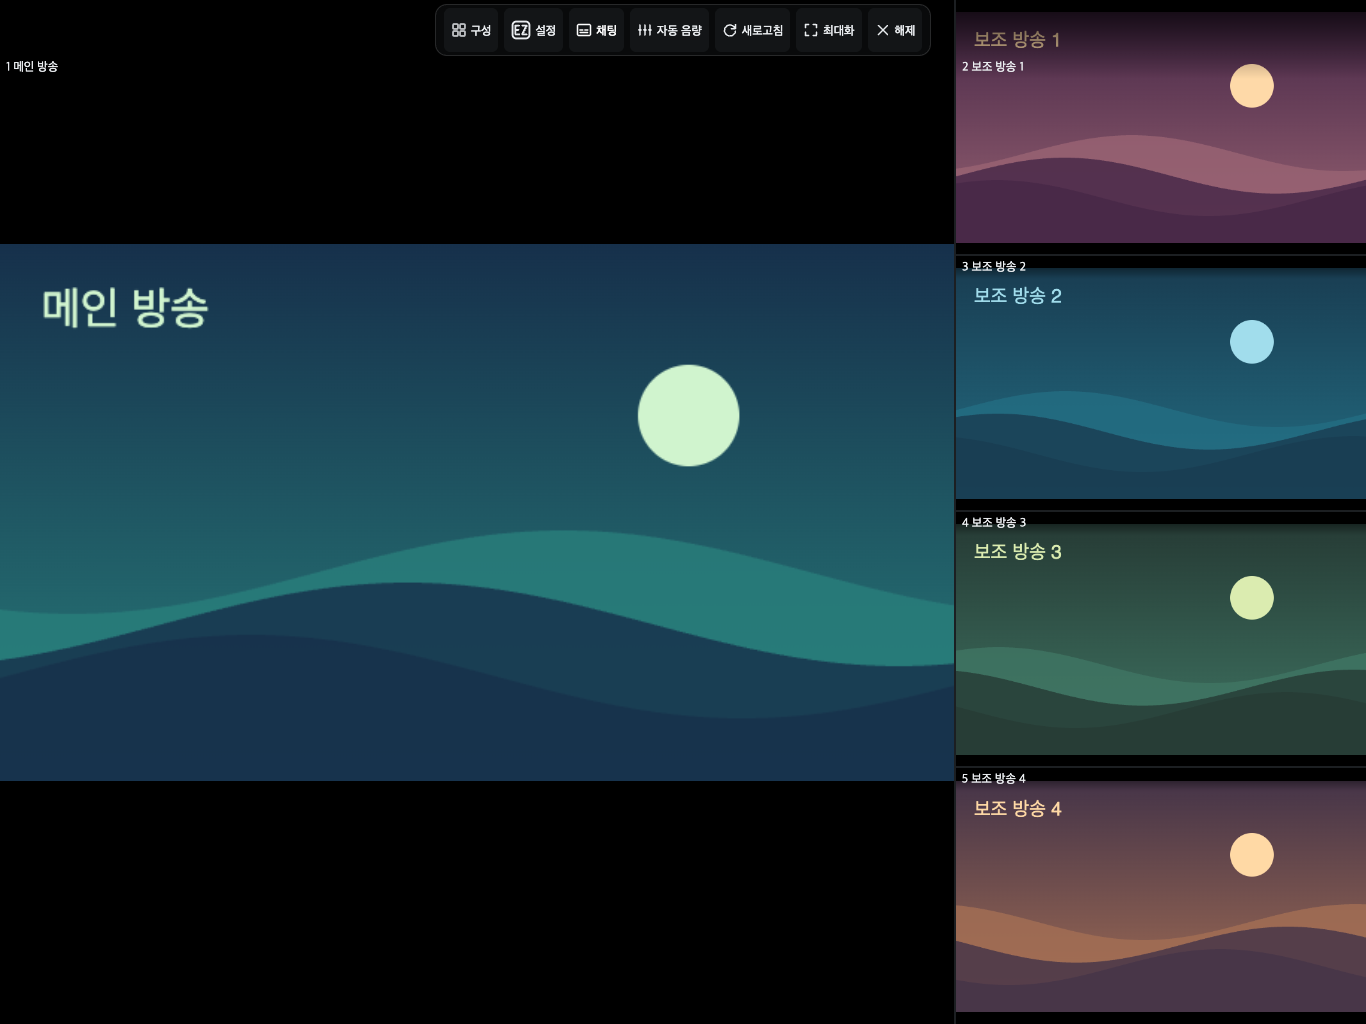 구성 EZ 설정 채팅 자동 음량 새로고침 최대화 해제
1 메인 방송
메인 방송
보조 방송 1
2 보조 방송 1
3 보조 방송 2
보조 방송 2
4 보조 방송 3
보조 방송 3
5 보조 방송 4
보조 방송 4